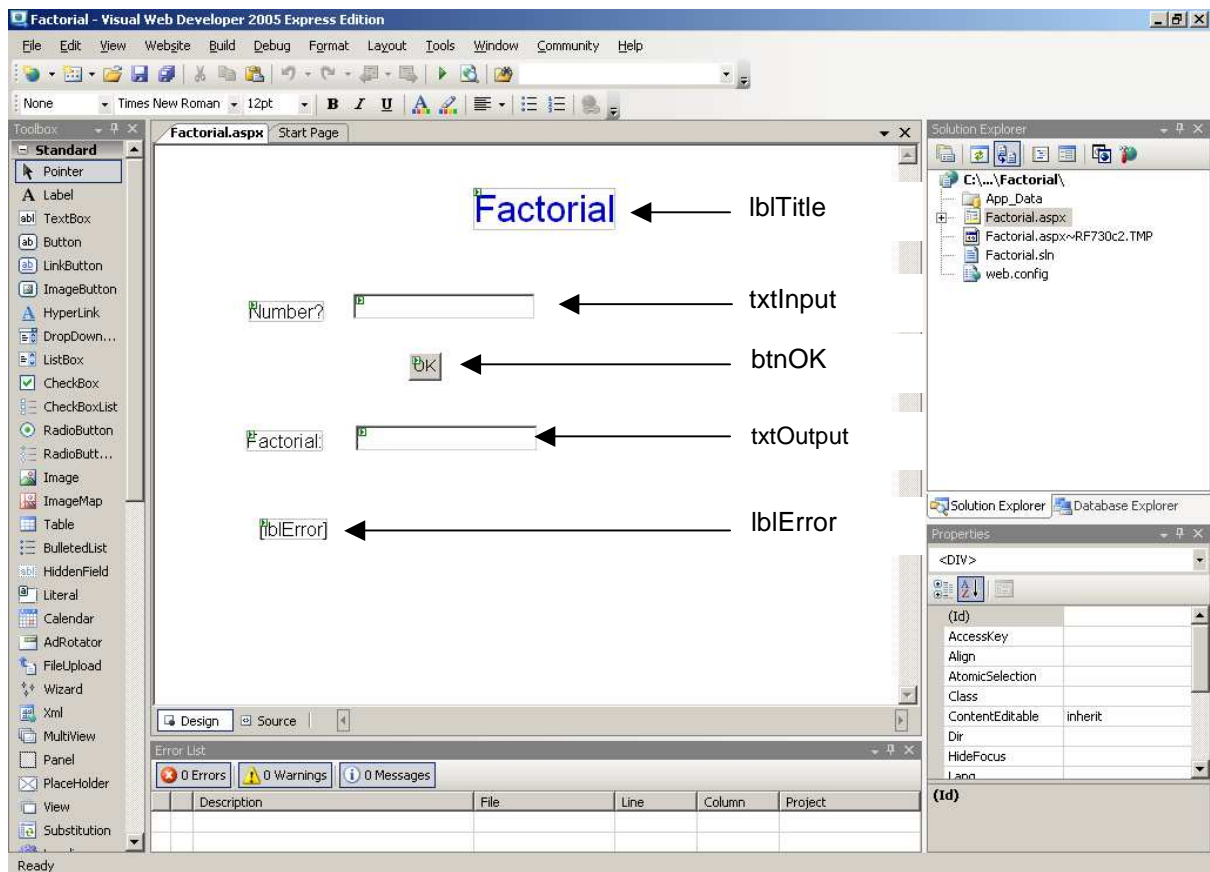 Factorial - Visual Web Developer 2005 Express Edition
File Edit View Website Build Debug Format Layout Tools Window Community Help
None Times New Roman 12pt B I U A
Toolbox
Standard
Pointer
A Label
abl TextBox
ab Button
ab LinkButton
ImageButton
A HyperLink
DropDown...
ListBox
CheckBox
CheckBoxList
RadioButton
RadioButt...
Image
ImageMap
Table
BulletedList
abl HiddenField
Literal
Calendar
AdRotator
FileUpload
Wizard
Xml
MultiView
Panel
PlaceHolder
View
Substitution
Factorial.aspx Start Page
Factorial lblTitle
Number? txtInput
OK btnOK
Factorial: txtOutput
[lblError] lblError
Design Source
Error List
0 Errors 0 Warnings 0 Messages
Description File Line Column Project
Solution Explorer
C:\...\Factorial\
App_Data
Factorial.aspx
Factorial.aspx~RF730c2.TMP
Factorial.sln
web.config
Solution Explorer Database Explorer
Properties
<DIV>
(Id)
AccessKey
Align
AtomicSelection
Class
ContentEditable inherit
Dir
HideFocus
Lang
(Id)
Ready